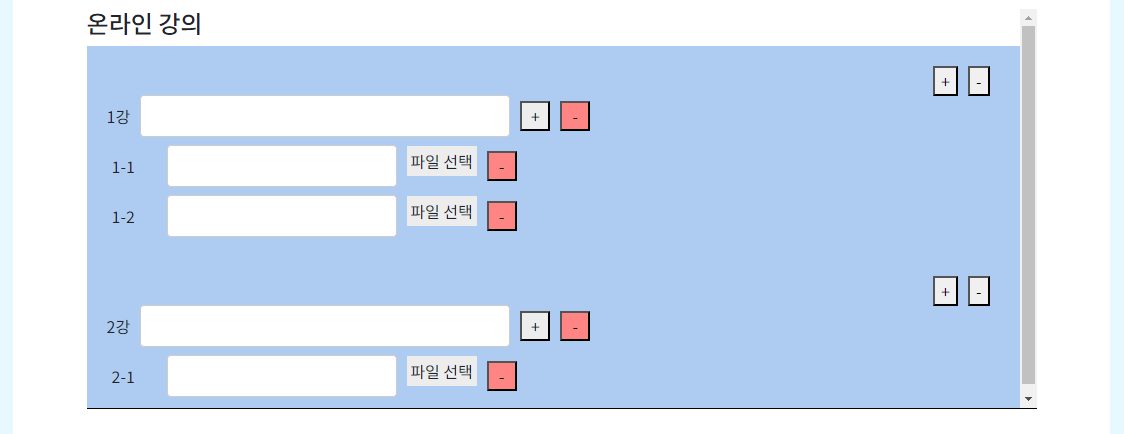 온라인 강의
+ -
1강 + -
1-1 파일 선택 -
1-2 파일 선택 -
+ -
2강 + -
2-1 파일 선택 -